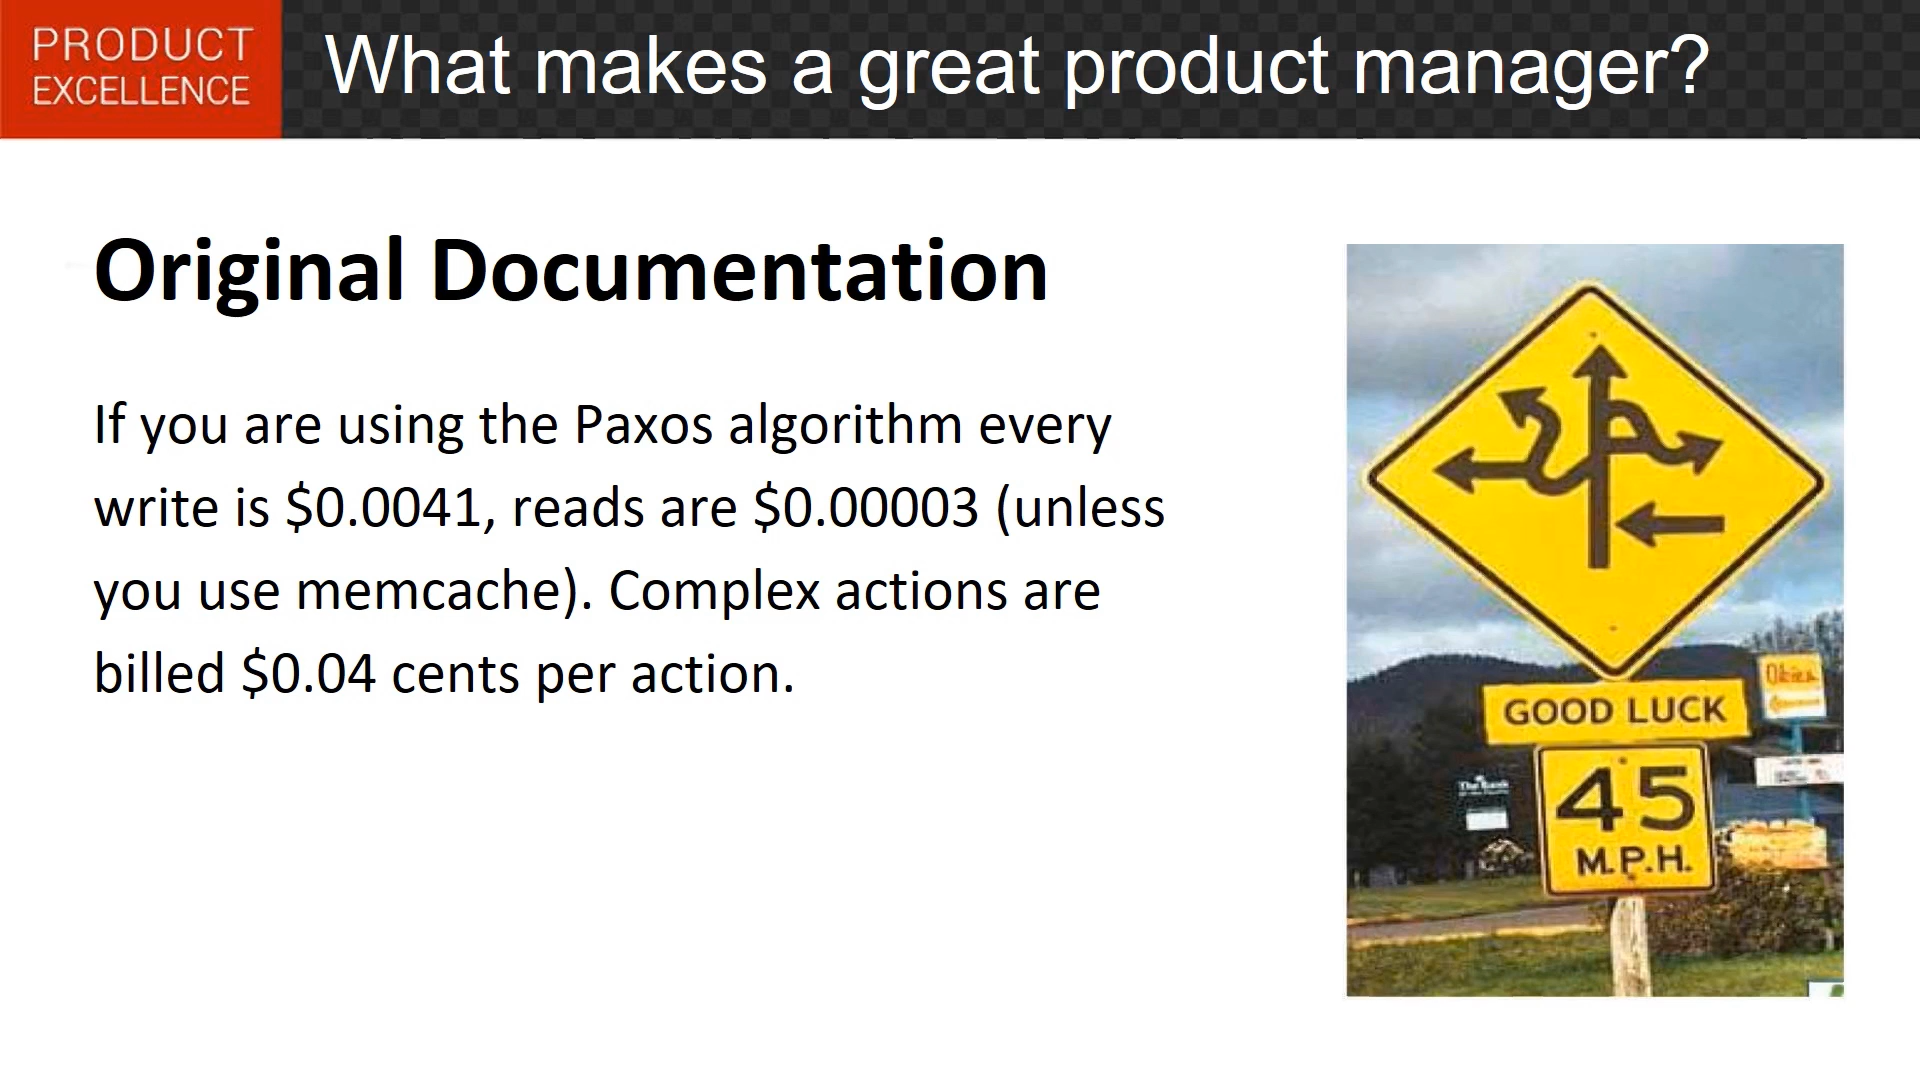 PRODUCT
EXCELLENCE
What makes a great product manager?
Original Documentation
If you are using the Paxos algorithm every
write is $0.0041, reads are $0.00003 (unless
you use memcache). Complex actions are
billed $0.04 cents per action.
GOOD LUCK
45
M.P.H.
The Bank